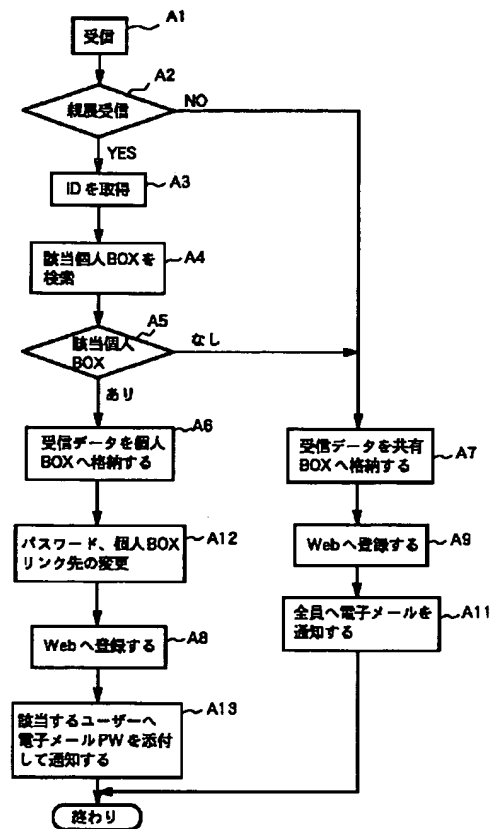 A1
受信
A2
親展受信
NO
YES
A3
IDを取得
A4
該当個人BOXを
検索
A5
該当個人
BOX
なし
あり
A6
受信データを個人
BOXへ格納する
A7
受信データを共有
BOXへ格納する
A12
パスワード、個人BOX
リンク先の変更
A9
Webへ登録する
A8
Webへ登録する
A11
全員へ電子メールを
通知する
A13
該当するユーザーへ
電子メールPWを添付
して通知する
終わり